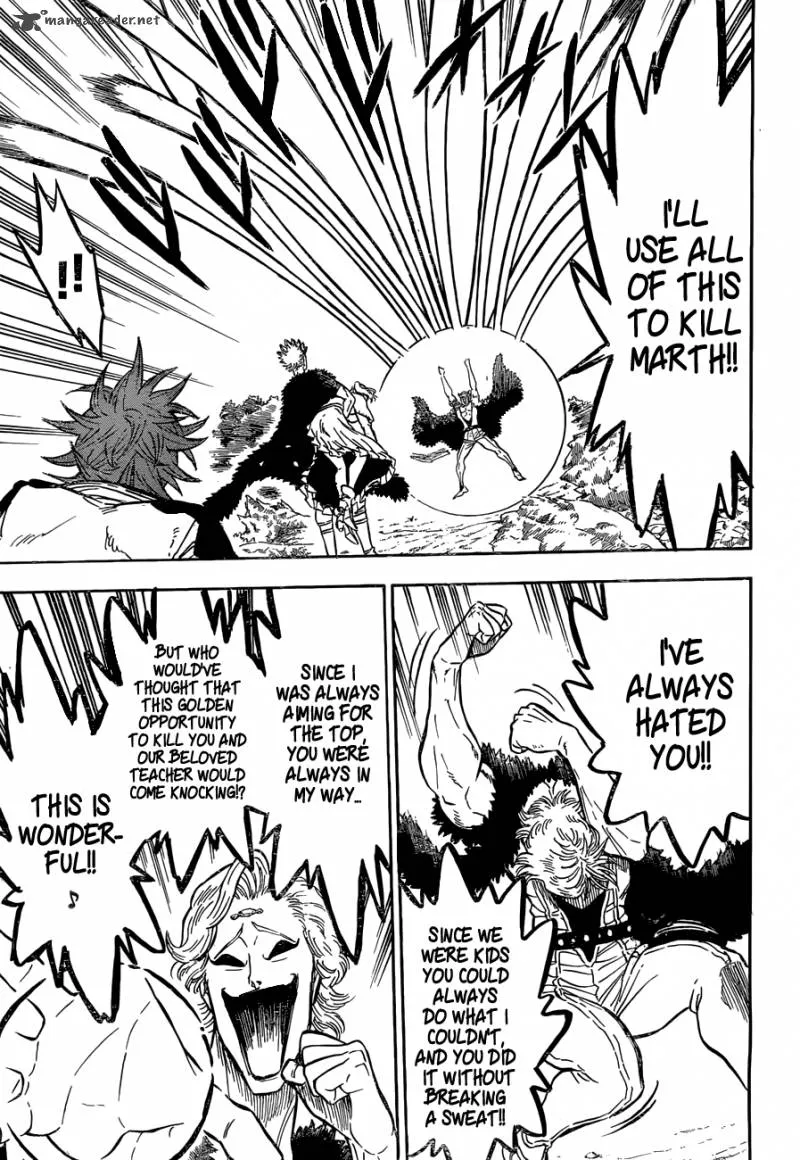 mangareader.net
I'LL
USE ALL
OF THIS
TO KILL
MARTH!!
!!
I'VE
ALWAYS
HATED
YOU!!
SINCE WE
WERE KIDS
YOU COULD
ALWAYS
DO WHAT I
COULDN'T,
AND YOU DID
IT WITHOUT
BREAKING
A SWEAT!!
SINCE I
WAS ALWAYS
AIMING FOR
THE TOP,
YOU WERE
ALWAYS IN
MY WAY...
BUT WHO
WOULD'VE
THOUGHT THAT
THIS GOLDEN
OPPORTUNITY
TO KILL YOU AND
OUR BELOVED
TEACHER WOULD
COME KNOCKING!?
THIS IS
WONDER-
FUL!!
♪